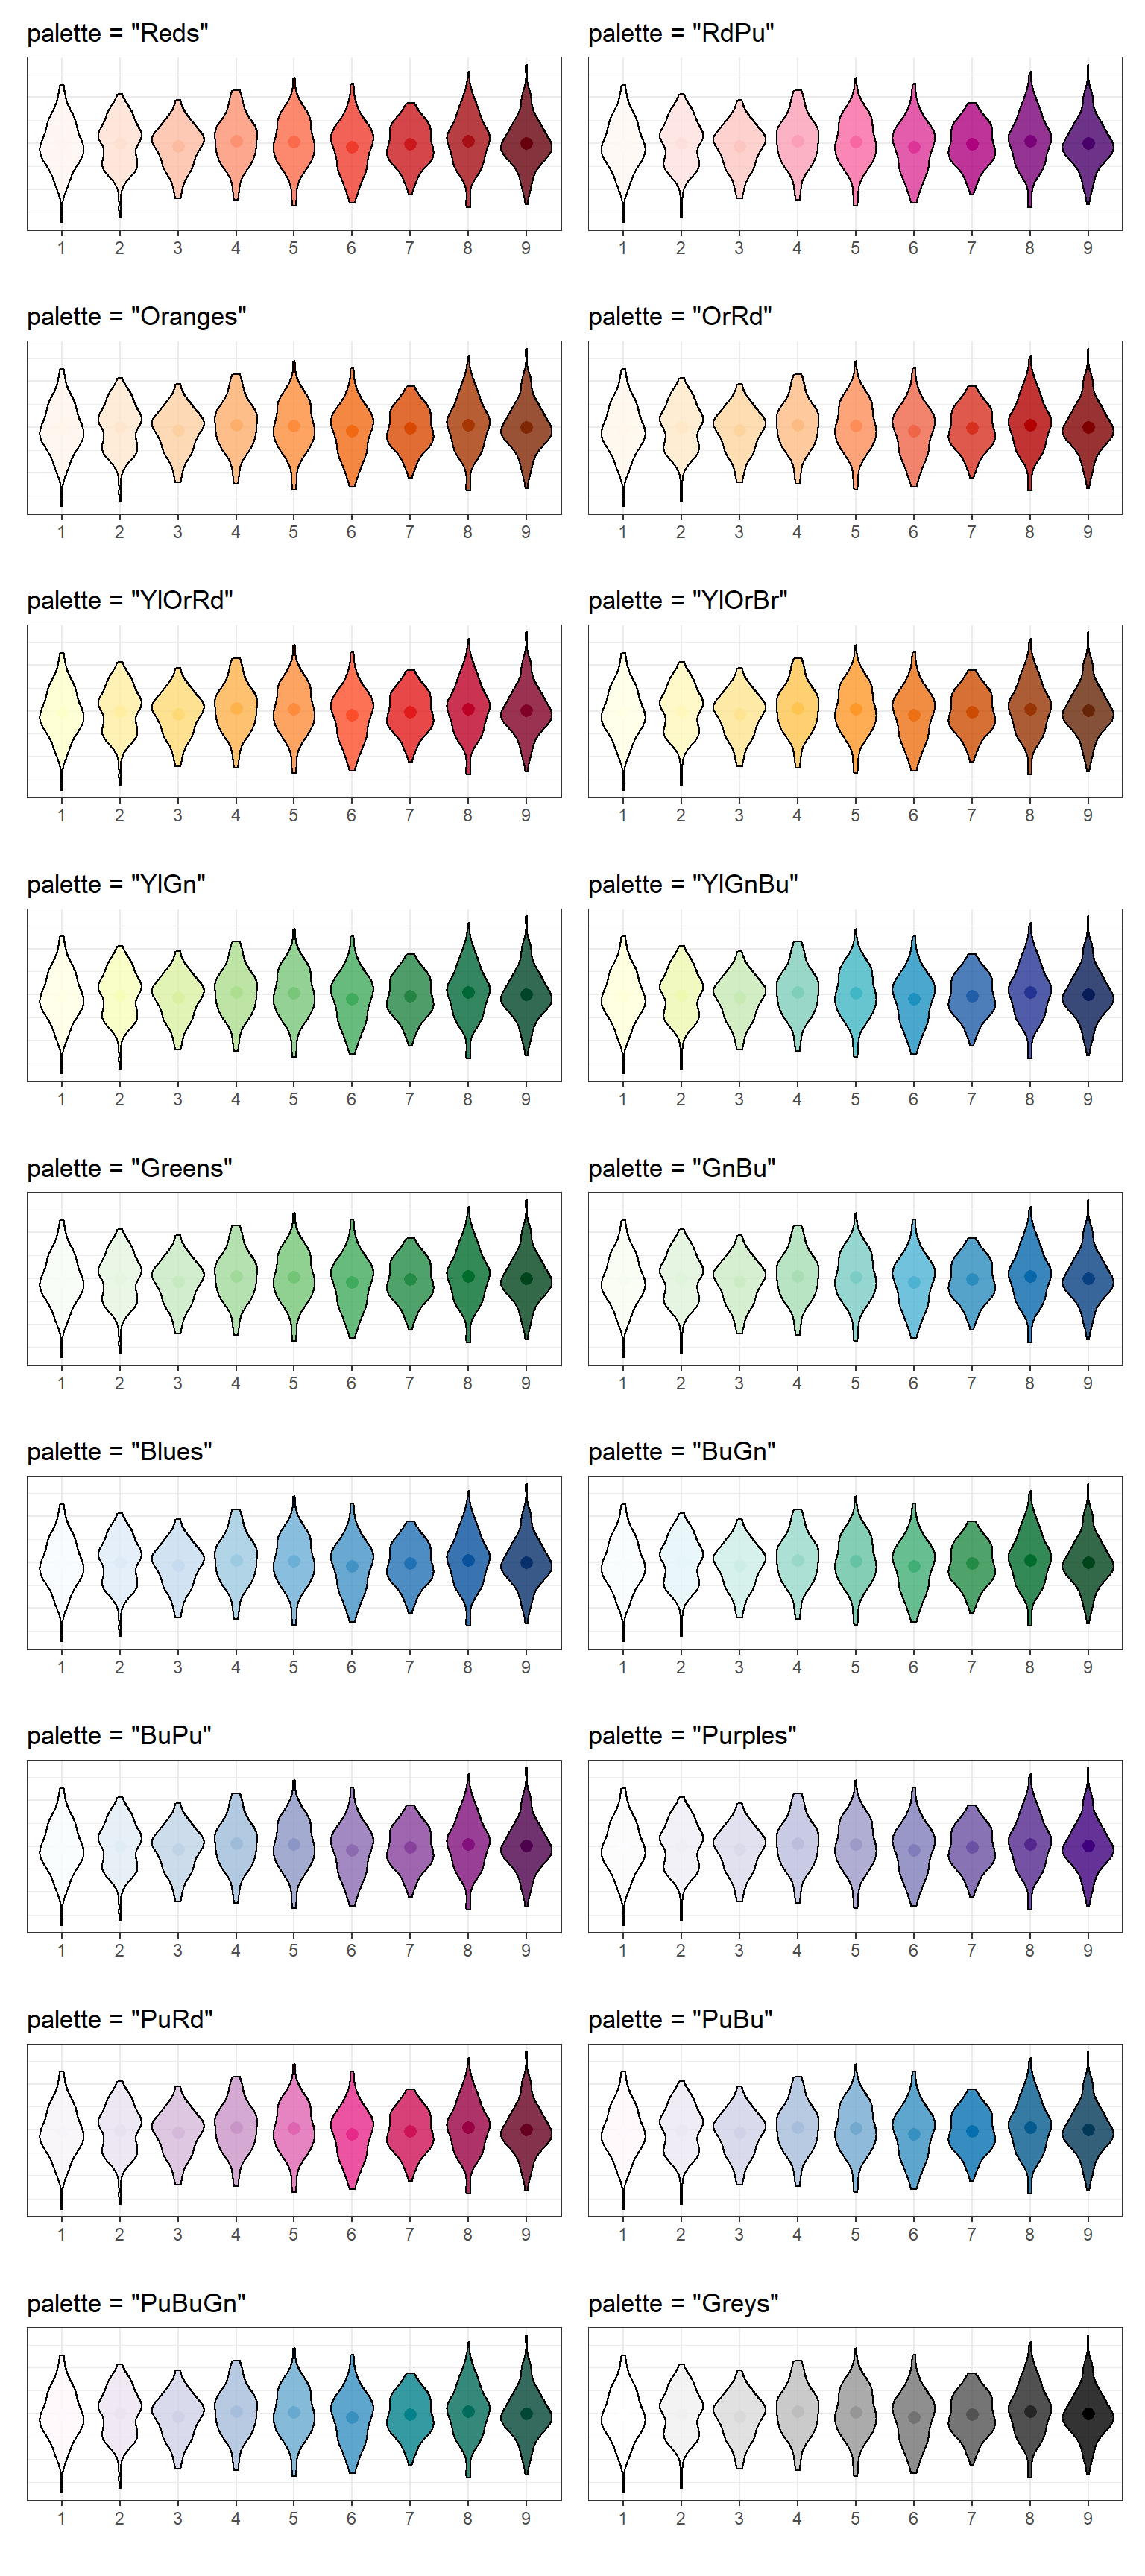 palette = "Reds" palette = "RdPu"
1 2 3 4 5 6 7 8 9 1 2 3 4 5 6 7 8 9
palette = "Oranges" palette = "OrRd"
1 2 3 4 5 6 7 8 9 1 2 3 4 5 6 7 8 9
palette = "YlOrRd" palette = "YlOrBr"
1 2 3 4 5 6 7 8 9 1 2 3 4 5 6 7 8 9
palette = "YlGn" palette = "YlGnBu"
1 2 3 4 5 6 7 8 9 1 2 3 4 5 6 7 8 9
palette = "Greens" palette = "GnBu"
1 2 3 4 5 6 7 8 9 1 2 3 4 5 6 7 8 9
palette = "Blues" palette = "BuGn"
1 2 3 4 5 6 7 8 9 1 2 3 4 5 6 7 8 9
palette = "BuPu" palette = "Purples"
1 2 3 4 5 6 7 8 9 1 2 3 4 5 6 7 8 9
palette = "PuRd" palette = "PuBu"
1 2 3 4 5 6 7 8 9 1 2 3 4 5 6 7 8 9
palette = "PuBuGn" palette = "Greys"
1 2 3 4 5 6 7 8 9 1 2 3 4 5 6 7 8 9